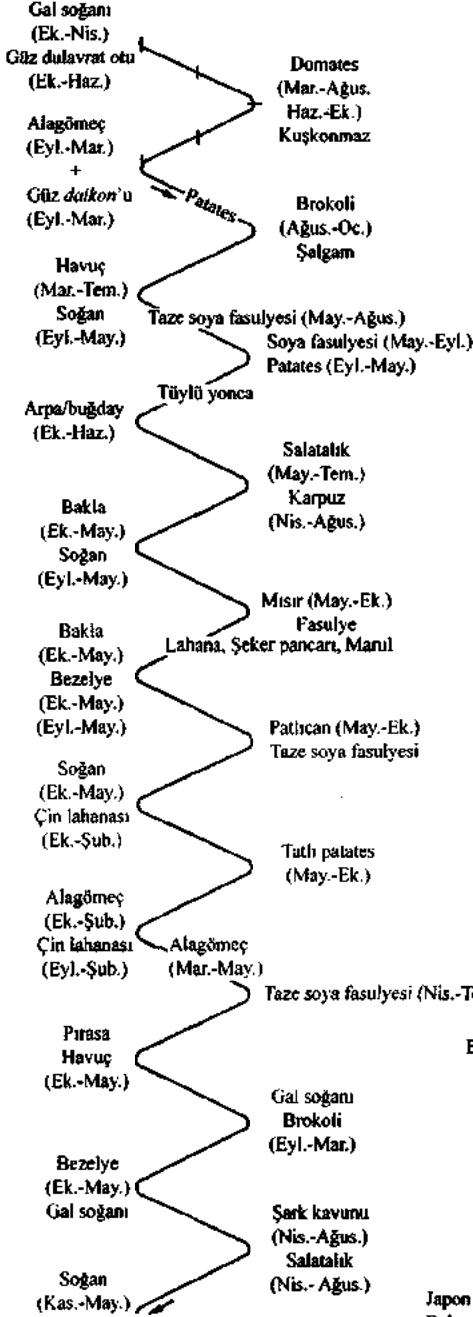 Gal soğanı
(Ek.-Nis.)
Güz dulavrat otu
(Ek.-Haz.)
Domates
(Mar.-Ağus.
Haz.-Ek.)
Kuşkonmaz
Alagömeç
(Eyl.-Mar.)
+
Güz daikon'u
(Eyl.-Mar.)
Patates
Brokoli
(Ağus.-Oc.)
Şalgam
Havuç
(Mar.-Tem.)
Soğan
(Eyl.-May.)
Taze soya fasulyesi (May.-Ağus.)
Soya fasulyesi (May.-Eyl.)
Patates (Eyl.-May.)
Tüylü yonca
Arpa/buğday
(Ek.-Haz.)
Salatalık
(May.-Tem.)
Karpuz
(Nis.-Ağus.)
Bakla
(Ek.-May.)
Soğan
(Eyl.-May.)
Mısır (May.-Ek.)
Fasulye
Lahana, Şeker pancarı, Marul
Bakla
(Ek.-May.)
Bezelye
(Ek.-May.)
(Eyl.-May.)
Patlıcan (May.-Ek.)
Taze soya fasulyesi
Soğan
(Ek.-May.)
Çin lahanası
(Ek.-Şub.)
Tatlı patates
(May.-Ek.)
Alagömeç
(Ek.-Şub.)
Çin lahanası
(Eyl.-Şub.)
Alagömeç
(Mar.-May.)
Taze soya fasulyesi (Nis.-T
Pırasa
Havuç
(Ek.-May.)
Gal soğanı
Brokoli
(Eyl.-Mar.)
Bezelye
(Ek.-May.)
Gal soğanı
Şark kavunu
(Nis.-Ağus.)
Salatalık
(Nis.- Ağus.)
Soğan
(Kas.-May.)
Japon